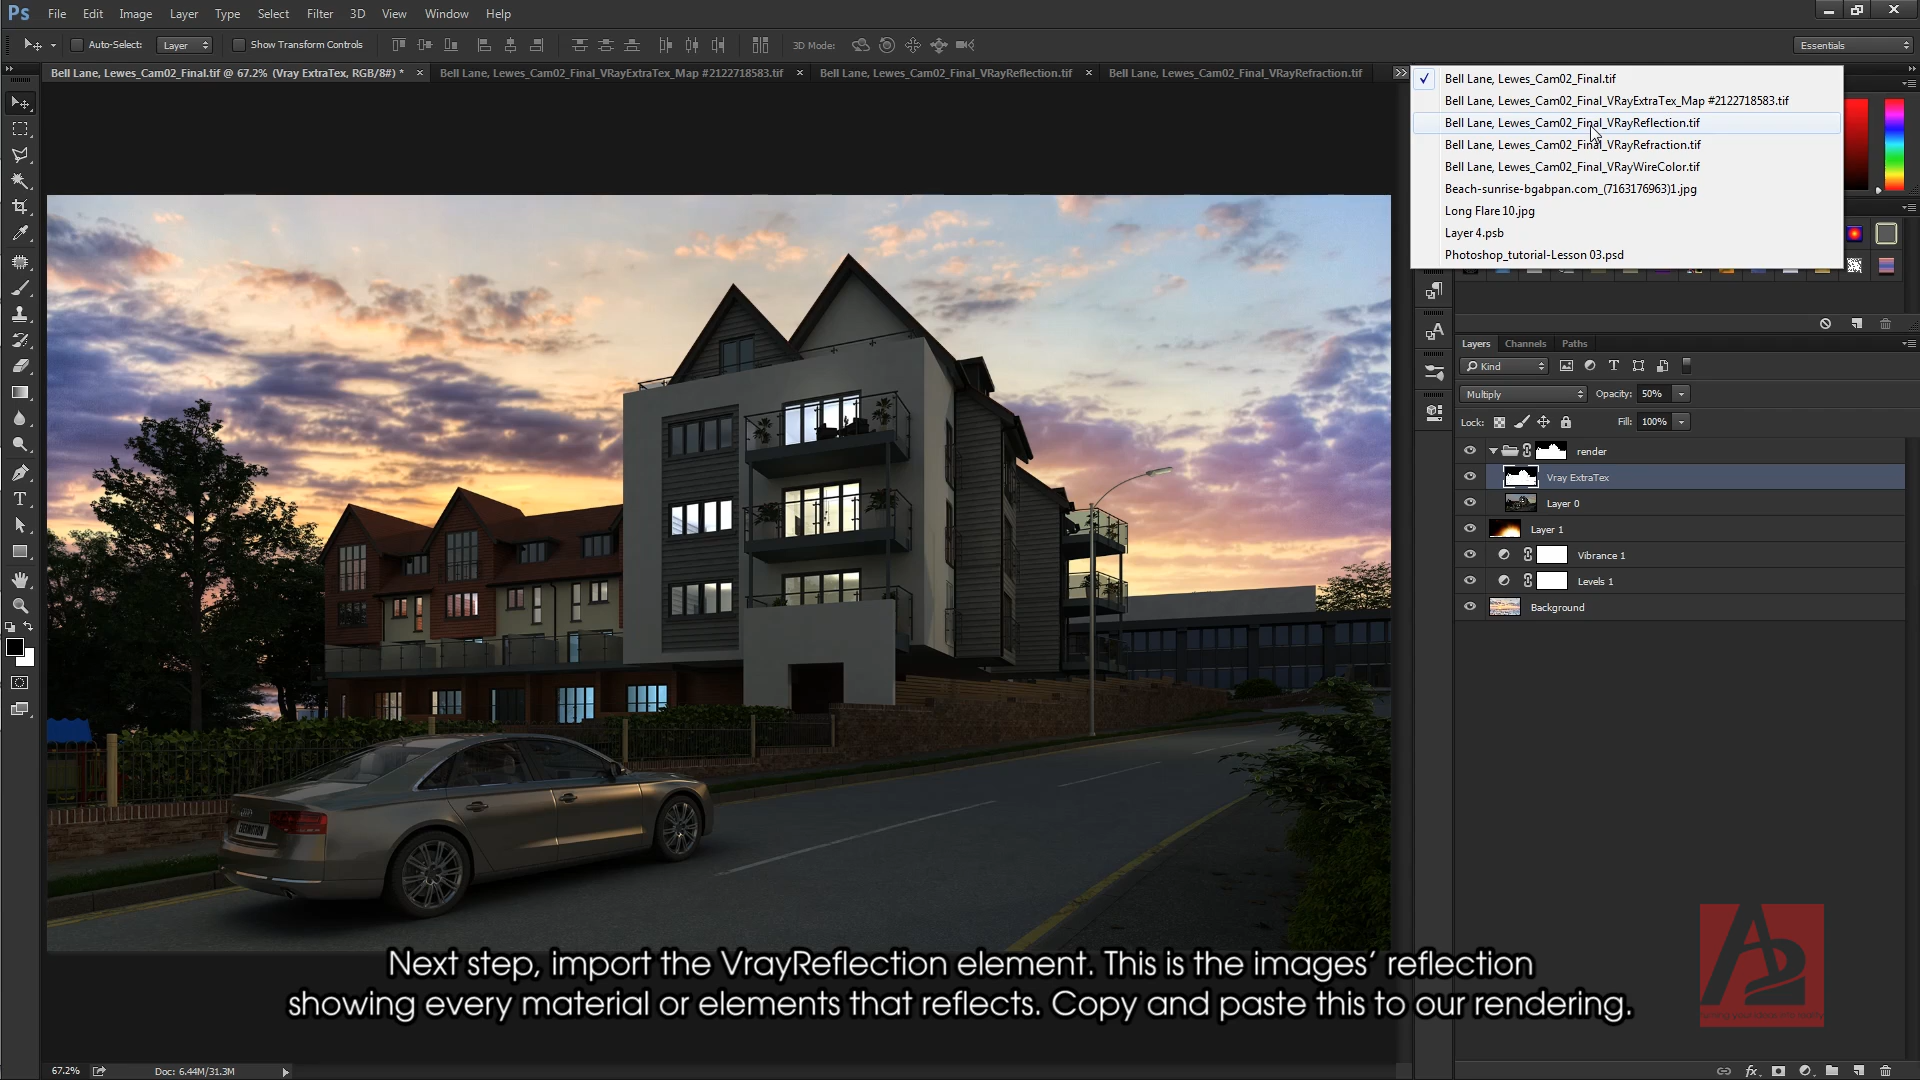 Ps File Edit Image Layer Type Select Filter 3D View Window Help
Auto-Select: Layer Show Transform Controls 3D Mode: Essentials
Bell Lane, Lewes_Cam02_Final.tif @ 67.2% (Vray ExtraTex, RGB/8#) * × Bell Lane, Lewes_Cam02_Final_VRayExtraTex_Map #2122718583.tif × Bell Lane, Lewes_Cam02_Final_VRayReflection.tif × Bell Lane, Lewes_Cam02_Final_VRayRefraction.tif
Bell Lane, Lewes_Cam02_Final.tif
Bell Lane, Lewes_Cam02_Final_VRayExtraTex_Map #2122718583.tif
Bell Lane, Lewes_Cam02_Final_VRayReflection.tif
Bell Lane, Lewes_Cam02_Final_VRayRefraction.tif
Bell Lane, Lewes_Cam02_Final_VRayWireColor.tif
Beach-sunrise-bgabpan.com_(7163176963)1.jpg
Long Flare 10.jpg
Layer 4.psb
Photoshop_tutorial-Lesson 03.psd
Layers Channels Paths
Kind
Multiply Opacity: 50%
Lock: Fill: 100%
render
Vray ExtraTex
Layer 0
Layer 1
Vibrance 1
Levels 1
Background
Next step, import the VrayReflection element. This is the images’ reflection
showing every material or elements that reflects. Copy and paste this to our rendering.
67.2% Doc: 6.44M/31.3M